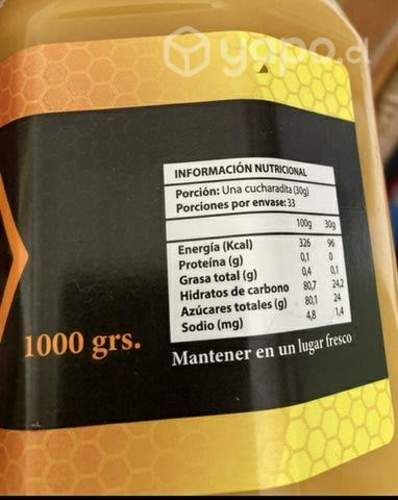 yapo.cl
INFORMACIÓN NUTRICIONAL
Porción: Una cucharadita (30g)
Porciones por envase: 33
100g 30g
Energía (Kcal) 326 96
Proteína (g) 0,1 0
Grasa total (g) 0,4 0,1
Hidratos de carbono 80,7 24,2
Azúcares totales (g) 80,1 24
Sodio (mg) 4,8 1,4
1000 grs.
Mantener en un lugar fresco